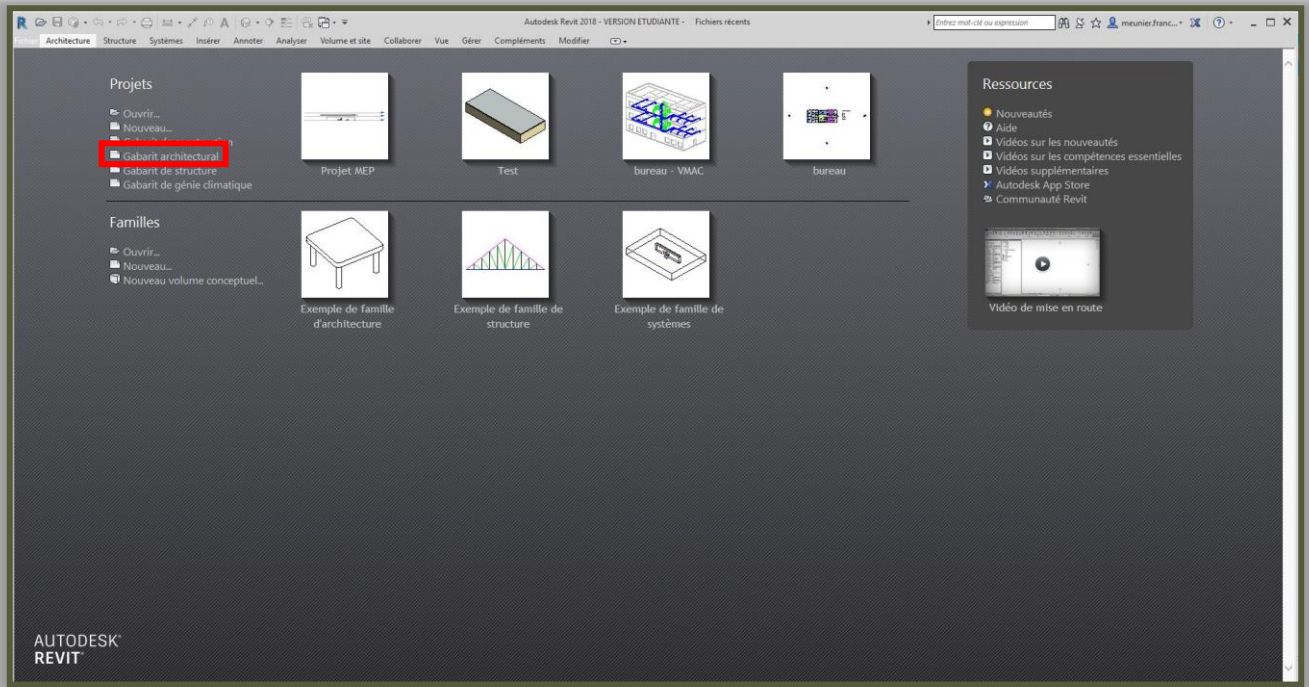 Autodesk Revit 2018 - VERSION ETUDIANTE - Fichiers récents
Entrez mot-clé ou expression
meunier.franc...
Fichier Architecture Structure Systèmes Insérer Annoter Analyser Volume et site Collaborer Vue Gérer Compléments Modifier
Projets
Ouvrir...
Nouveau...
Gabarit architectural
Gabarit de structure
Gabarit de génie climatique
Projet MEP
Test
bureau - VMAC
bureau
Familles
Ouvrir...
Nouveau...
Nouveau volume conceptuel...
Exemple de famille
d'architecture
Exemple de famille de
structure
Exemple de famille de
systèmes
Ressources
Nouveautés
Aide
Vidéos sur les nouveautés
Vidéos sur les compétences essentielles
Vidéos supplémentaires
Autodesk App Store
Communauté Revit
Vidéo de mise en route
AUTODESK®
REVIT®